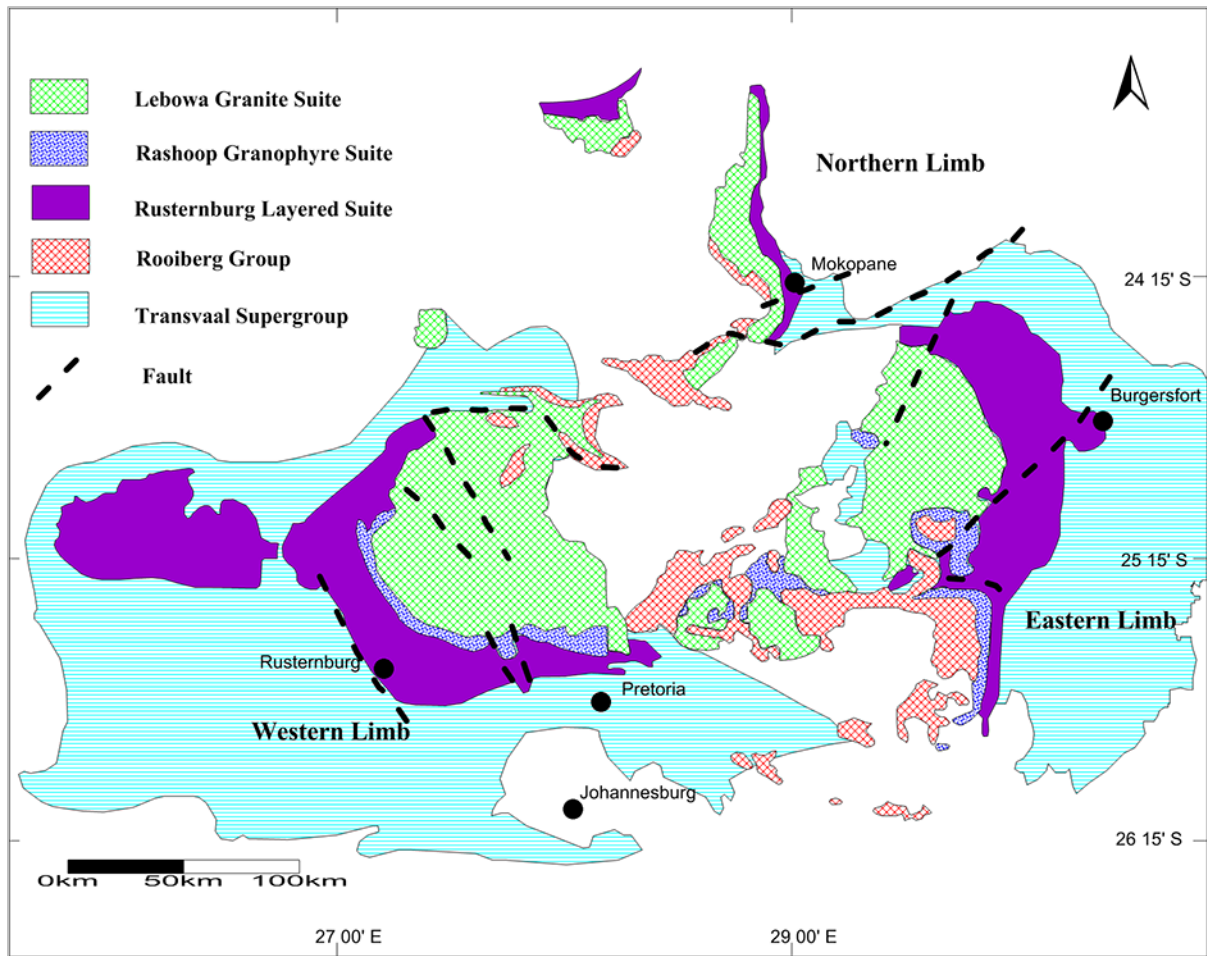 Lebowa Granite Suite
Rashoop Granophyre Suite
Rusternburg Layered Suite
Rooiberg Group
Transvaal Supergroup
Fault
Northern Limb
Mokopane
24 15' S
Burgersfort
25 15' S
Eastern Limb
Rusternburg
Pretoria
Western Limb
Johannesburg
26 15' S
0km 50km 100km
27 00' E
29 00' E